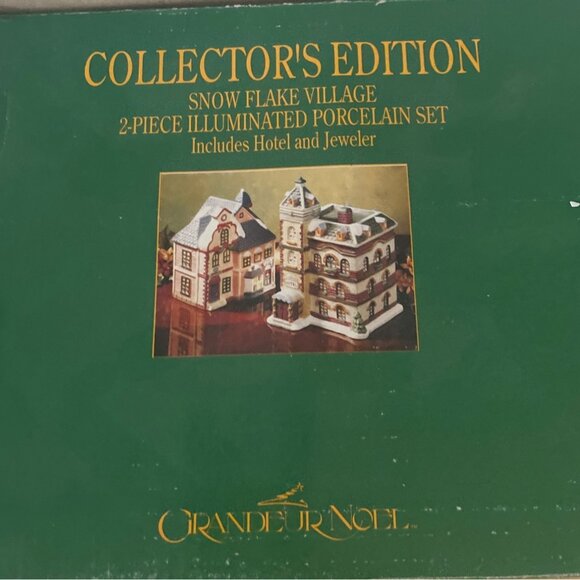 COLLECTOR'S EDITION
SNOW FLAKE VILLAGE
2-PIECE ILLUMINATED PORCELAIN SET
Includes Hotel and Jeweler
GRANDEUR NOEL